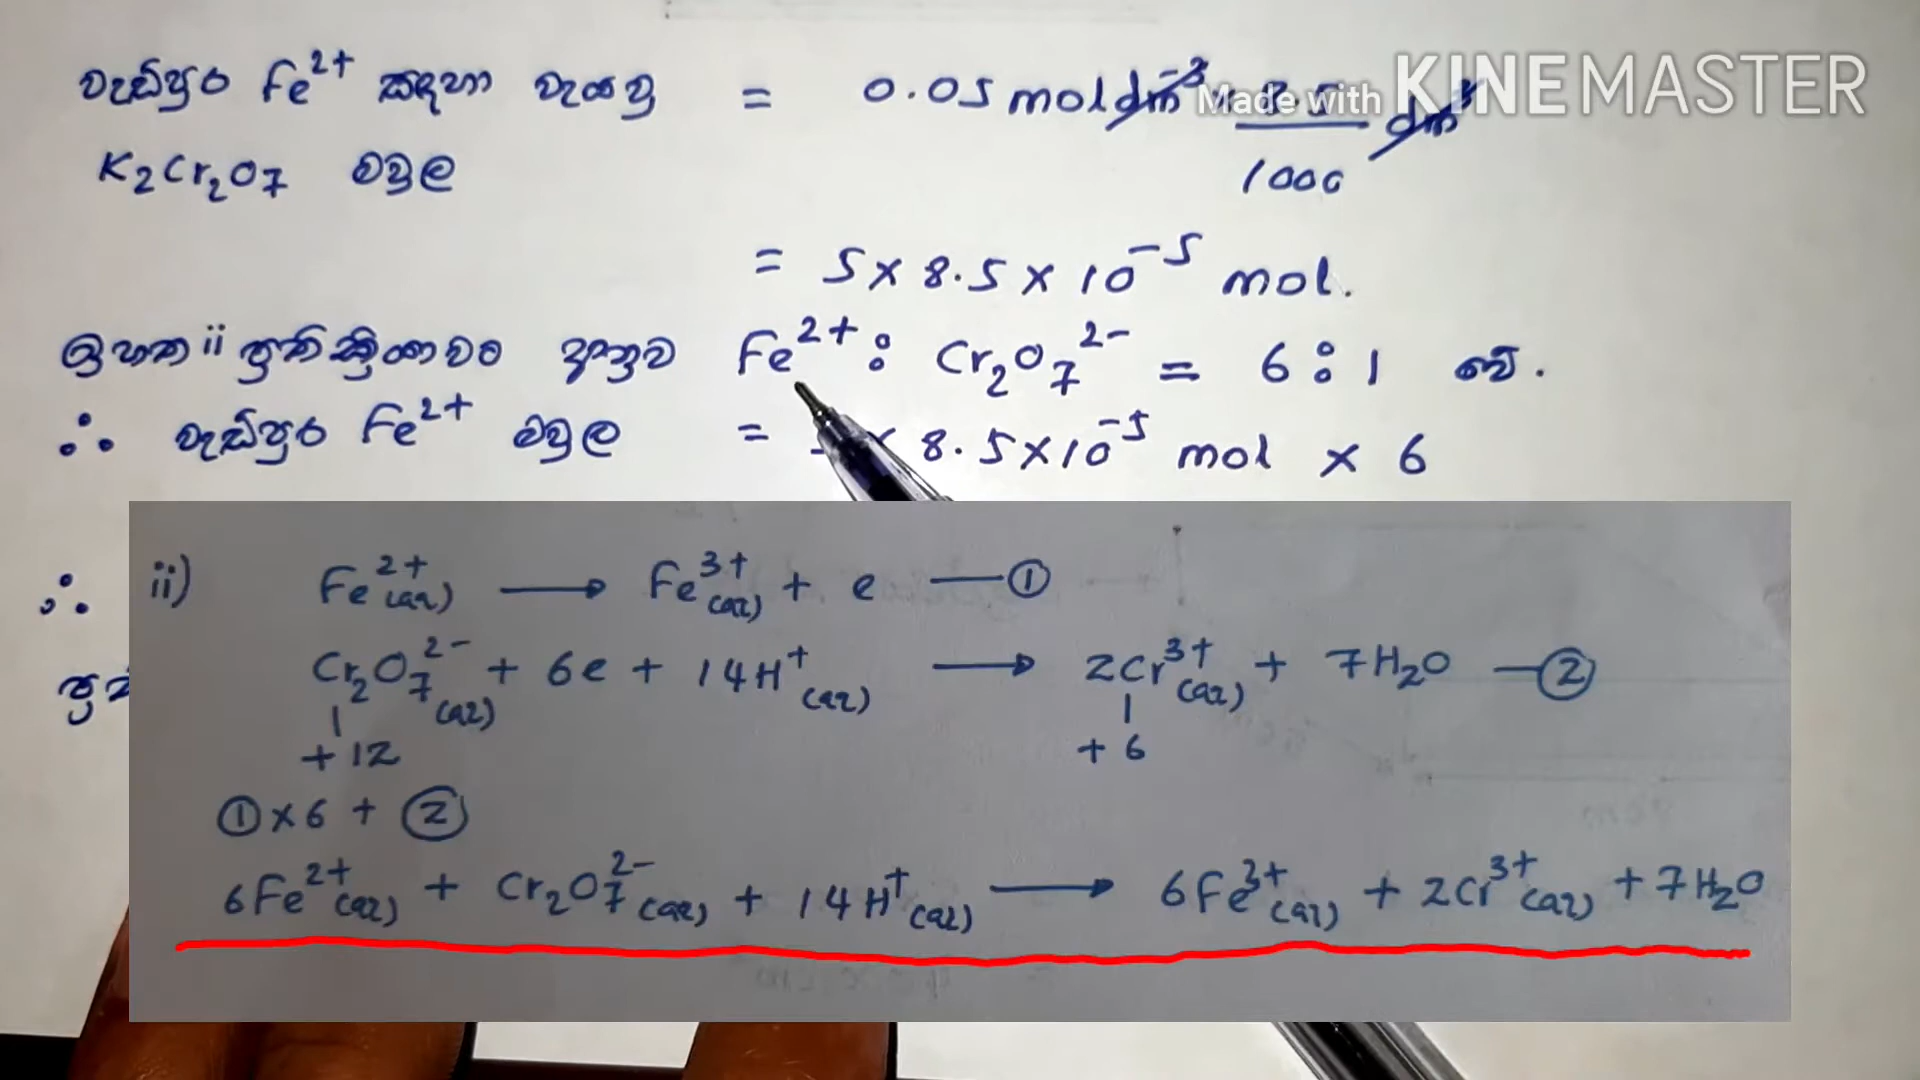 වැඩිපුර Fe²⁺ සඳහා වැයවූ = 0.05 mol dm⁻³ × 8.5 dm³
K₂Cr₂O₇ මවුල 1000
= 5 × 8.5 × 10⁻⁵ mol.
ඉහත ii ප්‍රතික්‍රියාවට අනුව Fe²⁺ : Cr₂O₇²⁻ = 6 : 1 වේ.
∴ වැඩිපුර Fe²⁺ මවුල = × 8.5 × 10⁻⁵ mol × 6
Made with KINEMASTER
∴
ii) Fe²⁺(aq) ⟶ Fe³⁺(aq) + e — ①
Cr₂O₇²⁻(aq) + 6e + 14H⁺(aq) ⟶ 2Cr³⁺(aq) + 7H₂O — ②
+12 +6
① × 6 + ②
6Fe²⁺(aq) + Cr₂O₇²⁻(aq) + 14H⁺(aq) ⟶ 6Fe³⁺(aq) + 2Cr³⁺(aq) + 7H₂O